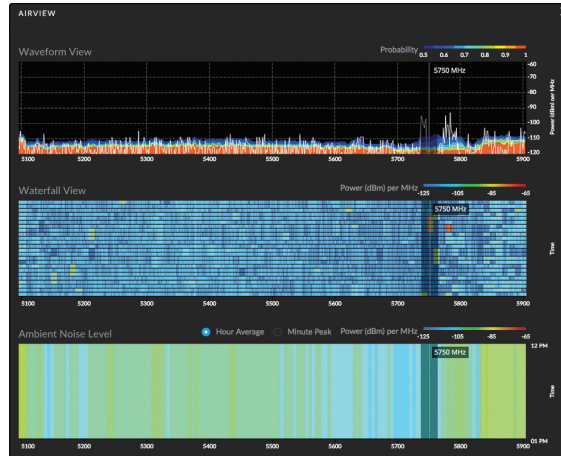 AIRVIEW
Waveform View
Probability 0.5 0.6 0.7 0.8 0.9 1
5750 MHz
-60
-70
-80
-90
-100
-110
-120
Power (dBm) per MHz
5100 5200 5300 5400 5500 5600 5700 5800 5900
Waterfall View
Power (dBm) per MHz -125 -105 -85 -65
5750 MHz
Time
5100 5200 5300 5400 5500 5600 5700 5800 5900
Ambient Noise Level
Hour Average Minute Peak Power (dBm) per MHz -125 -105 -85 -65
5750 MHz
12 PM
Time
01 PM
5100 5200 5300 5400 5500 5600 5700 5800 5900